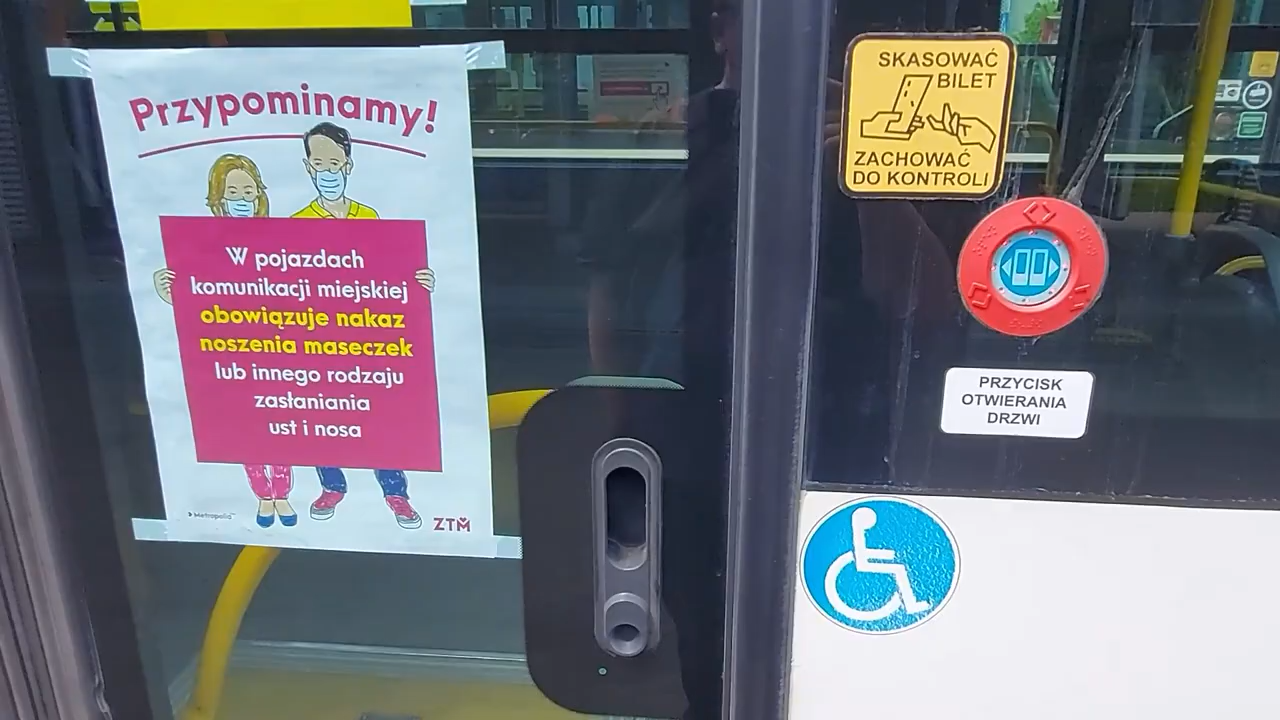 Przypominamy!
W pojazdach
komunikacji miejskiej
obowiązuje nakaz
noszenia maseczek
lub innego rodzaju
zasłaniania
ust i nosa
Metropolia
ZTM
SKASOWAĆ
BILET
ZACHOWAĆ
DO KONTROLI
PRZYCISK
OTWIERANIA
DRZWI